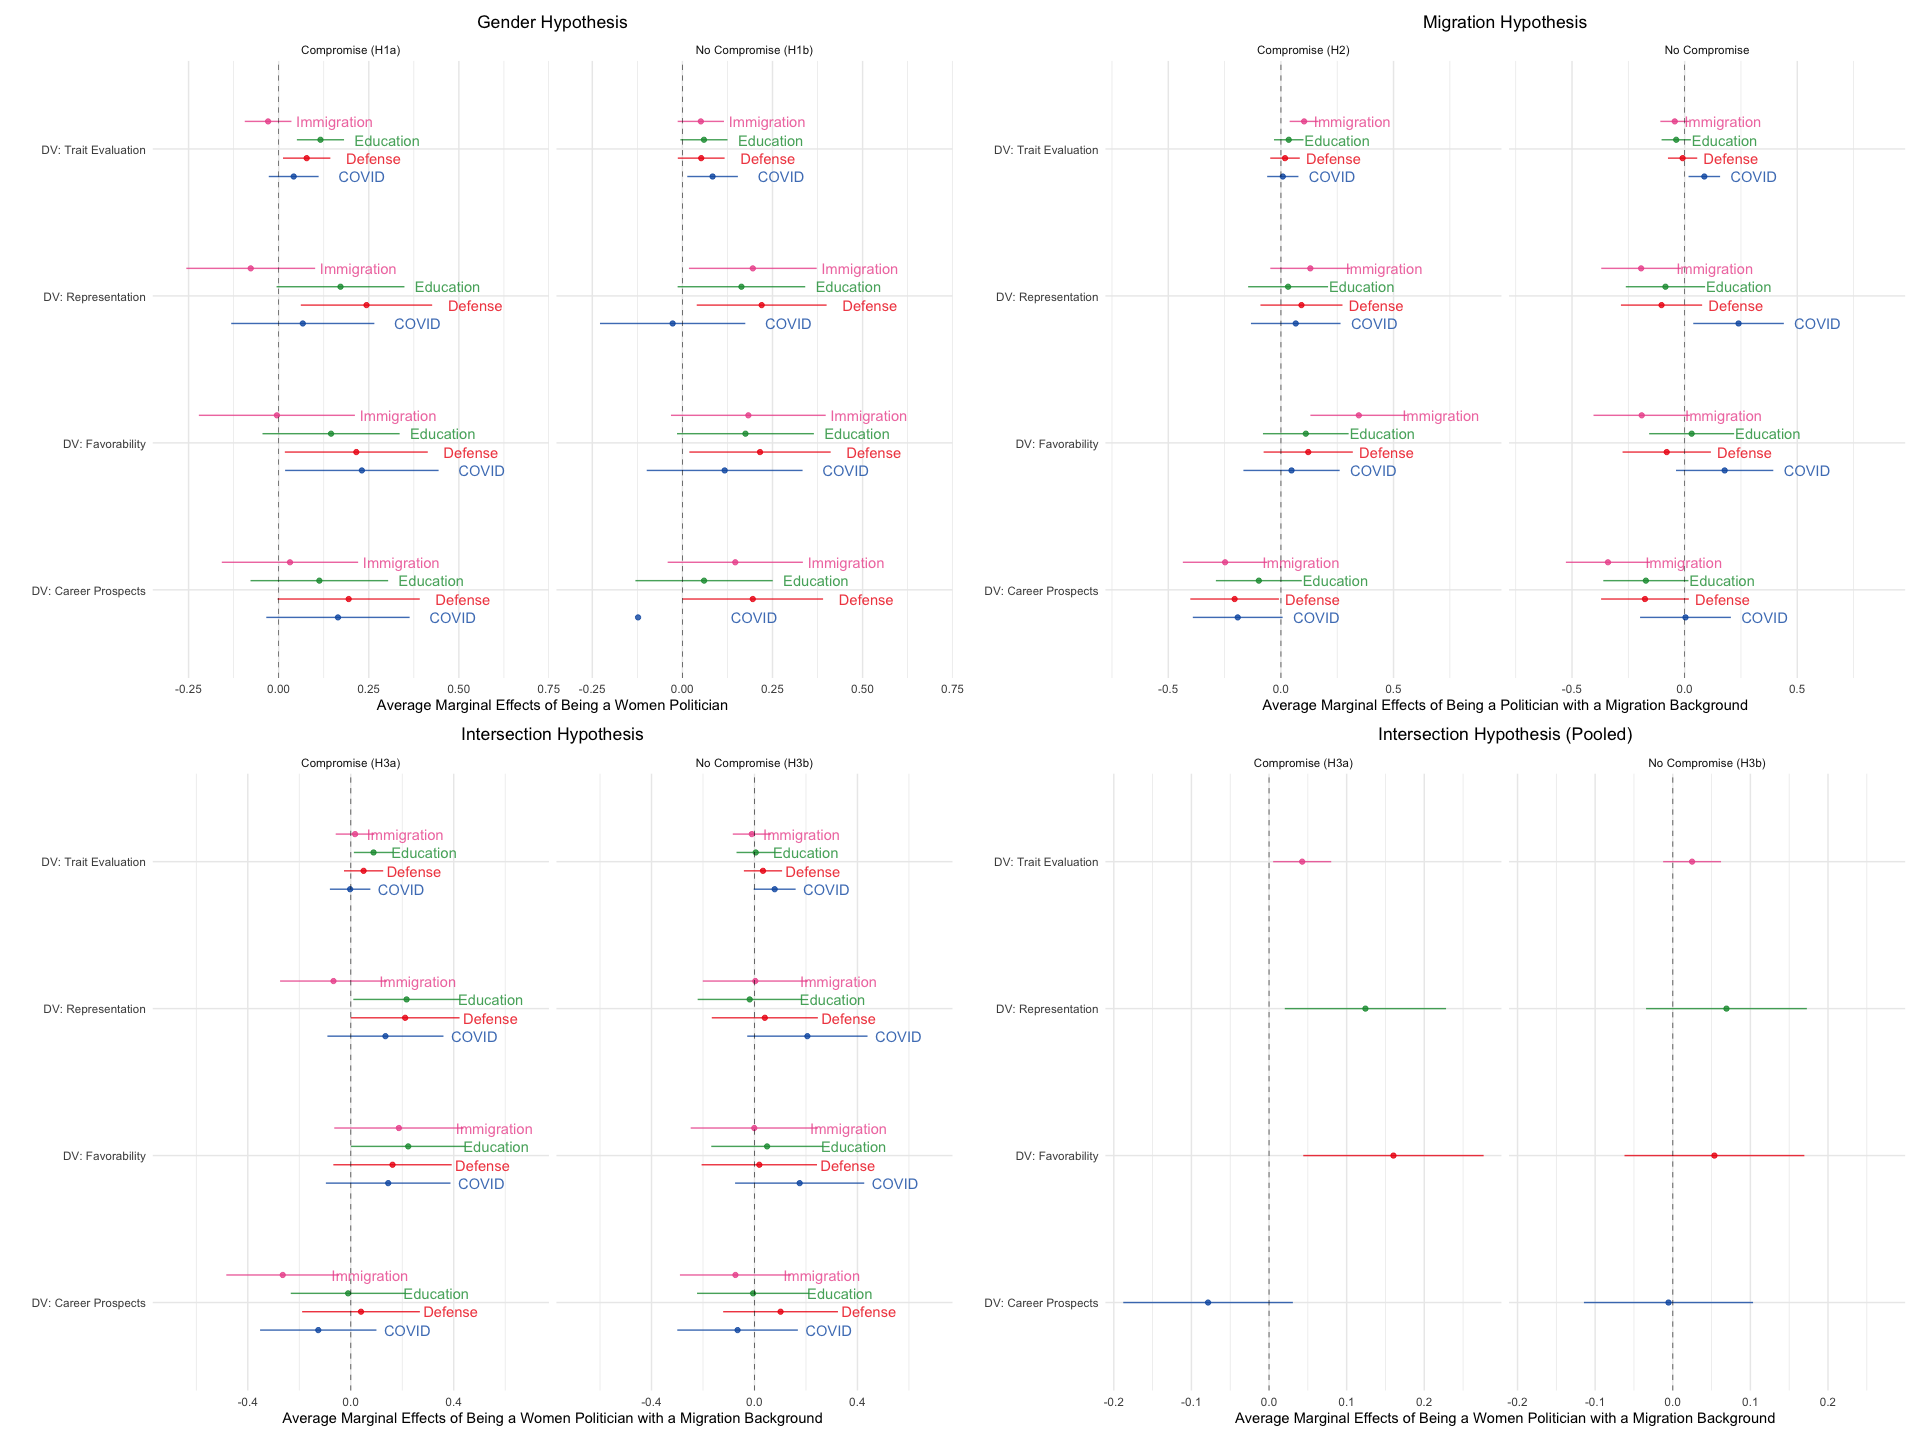 Gender Hypothesis
Compromise (H1a)
No Compromise (H1b)
DV: Trait Evaluation
Immigration
Education
Defense
COVID
Immigration
Education
Defense
COVID
DV: Representation
Immigration
Education
Defense
COVID
Immigration
Education
Defense
COVID
DV: Favorability
Immigration
Education
Defense
COVID
Immigration
Education
Defense
COVID
DV: Career Prospects
Immigration
Education
Defense
COVID
Immigration
Education
Defense
COVID
-0.25 0.00 0.25 0.50 0.75
-0.25 0.00 0.25 0.50 0.75
Average Marginal Effects of Being a Women Politician
Migration Hypothesis
Compromise (H2)
No Compromise
DV: Trait Evaluation
Immigration
Education
Defense
COVID
Immigration
Education
Defense
COVID
DV: Representation
Immigration
Education
Defense
COVID
Immigration
Education
Defense
COVID
DV: Favorability
Immigration
Education
Defense
COVID
Immigration
Education
Defense
COVID
DV: Career Prospects
Immigration
Education
Defense
COVID
Immigration
Education
Defense
COVID
-0.5 0.0 0.5
-0.5 0.0 0.5
Average Marginal Effects of Being a Politician with a Migration Background
Intersection Hypothesis
Compromise (H3a)
No Compromise (H3b)
DV: Trait Evaluation
Immigration
Education
Defense
COVID
Immigration
Education
Defense
COVID
DV: Representation
Immigration
Education
Defense
COVID
Immigration
Education
Defense
COVID
DV: Favorability
Immigration
Education
Defense
COVID
Immigration
Education
Defense
COVID
DV: Career Prospects
Immigration
Education
Defense
COVID
Immigration
Education
Defense
COVID
-0.4 0.0 0.4
-0.4 0.0 0.4
Average Marginal Effects of Being a Women Politician with a Migration Background
Intersection Hypothesis (Pooled)
Compromise (H3a)
No Compromise (H3b)
DV: Trait Evaluation
DV: Representation
DV: Favorability
DV: Career Prospects
-0.2 -0.1 0.0 0.1 0.2
-0.2 -0.1 0.0 0.1 0.2
Average Marginal Effects of Being a Women Politician with a Migration Background